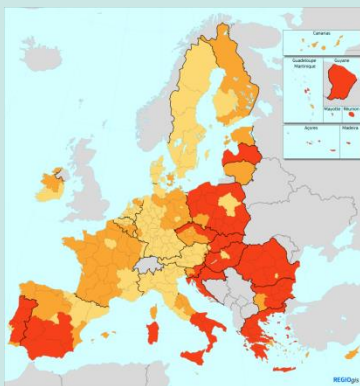 Canarias
Guadeloupe
Martinique
Guyane
Mayotte
Réunion
Açores
Madeira
REGIOgis